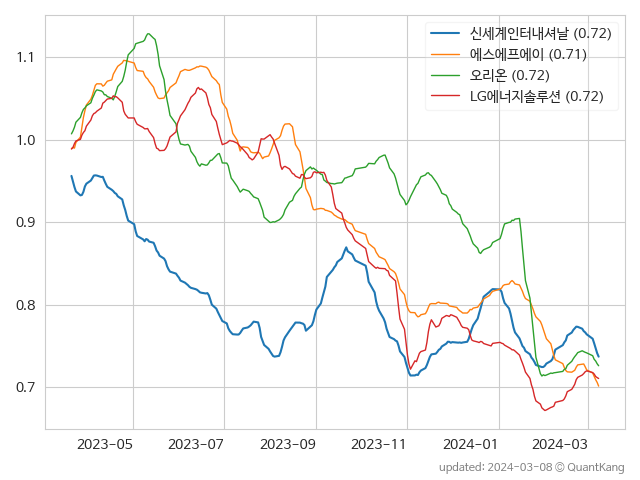 신세계인터내셔날 (0.72)
에스에프에이 (0.71)
오리온 (0.72)
LG에너지솔루션 (0.72)
1.1
1.0
0.9
0.8
0.7
2023-05 2023-07 2023-09 2023-11 2024-01 2024-03
updated: 2024-03-08 © QuantKang